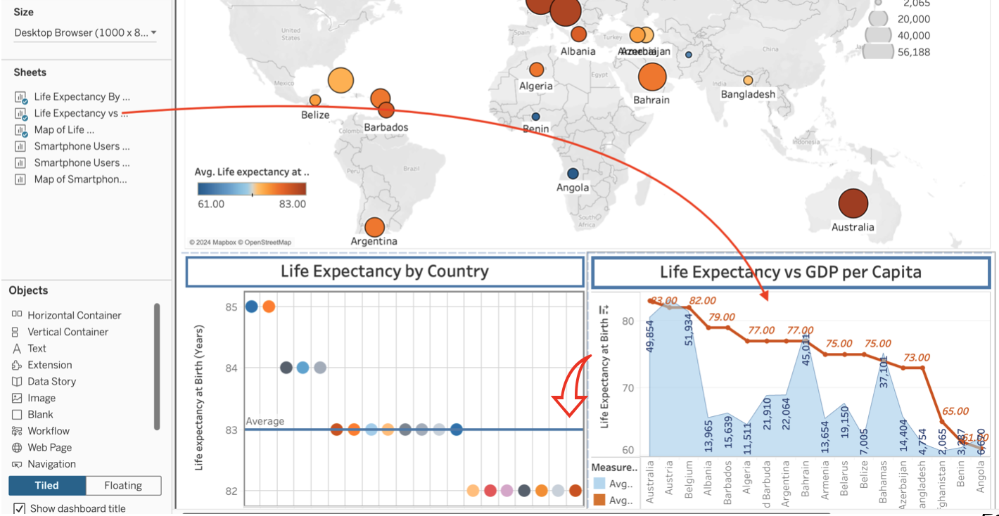 Size
Desktop Browser (1000 x 8...
Sheets
Life Expectancy By ...
Life Expectancy vs ...
Map of Life ...
Smartphone Users ...
Smartphone Users ...
Map of Smartphon...
Objects
Horizontal Container
Vertical Container
Text
Extension
Data Story
Image
Blank
Workflow
Web Page
Navigation
Tiled
Floating
Show dashboard title
2,065
20,000
40,000
56,188
United
States
Mexico
Colombi
Peru
Brazil
Spain
Turkey
Egypt
South
Africa
India
China
Indonesia
Albania
Azerbaijan
Algeria
Bahrain
Bangladesh
Belize
Barbados
Benin
Angola
Australia
Argentina
Avg. Life expectancy at ..
61.00
83.00
© 2024 Mapbox © OpenStreetMap
Life Expectancy by Country
Life expectancy at Birth (Years)
85
84
83
82
Average
Life Expectancy vs GDP per Capita
Life Expectancy at Birth
80
70
60
83.00
82.00
79.00
77.00
77.00
75.00
75.00
73.00
65.00
61.00
49,854
51,934
13,965
15,639
11,511
21,910
22,064
45,011
13,654
19,150
7,005
37,101
14,404
4,754
2,065
3,287
6,670
Australia
Austria
Belgium
Albania
Barbados
Algeria
d Barbuda
Argentina
Bahrain
Armenia
Belarus
Belize
Bahamas
Azerbaijan
angladesh
fghanistan
Benin
Angola
Measure..
Avg..
Avg..